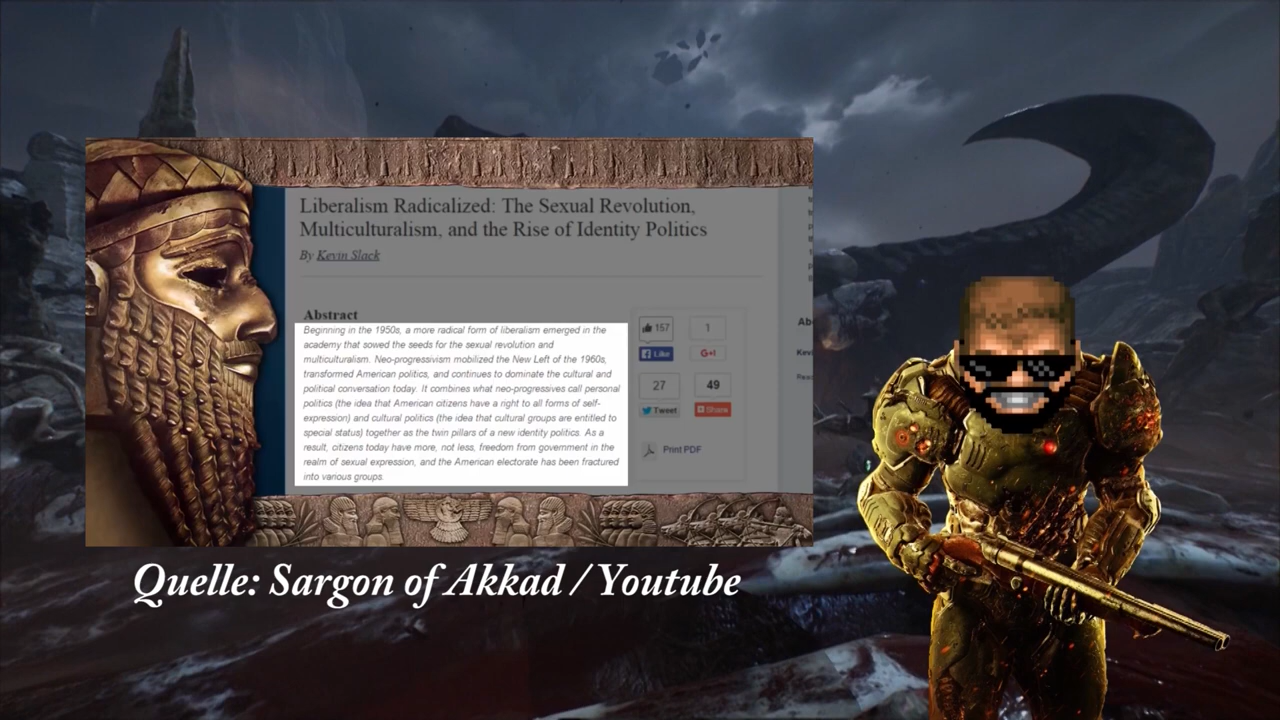 Liberalism Radicalized: The Sexual Revolution,
Multiculturalism, and the Rise of Identity Politics
By Kevin Slack
Abstract
Beginning in the 1950s, a more radical form of liberalism emerged in the
academy that sowed the seeds for the sexual revolution and
multiculturalism. Neo-progressivism mobilized the New Left of the 1960s,
transformed American politics, and continues to dominate the cultural and
political conversation today. It combines what neo-progressives call personal
politics (the idea that American citizens have a right to all forms of self-
expression) and cultural politics (the idea that cultural groups are entitled to
special status) together as the twin pillars of a new identity politics. As a
result, citizens today have more, not less, freedom from government in the
realm of sexual expression, and the American electorate has been fractured
into various groups.
157
1
Like
G+1
27
49
Tweet
Share
Print PDF
Ab
Quelle: Sargon of Akkad / Youtube